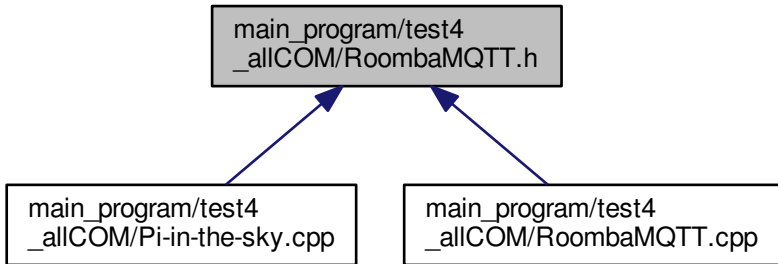 main_program/test4
_allCOM/RoombaMQTT.h
main_program/test4
_allCOM/Pi-in-the-sky.cpp
main_program/test4
_allCOM/RoombaMQTT.cpp